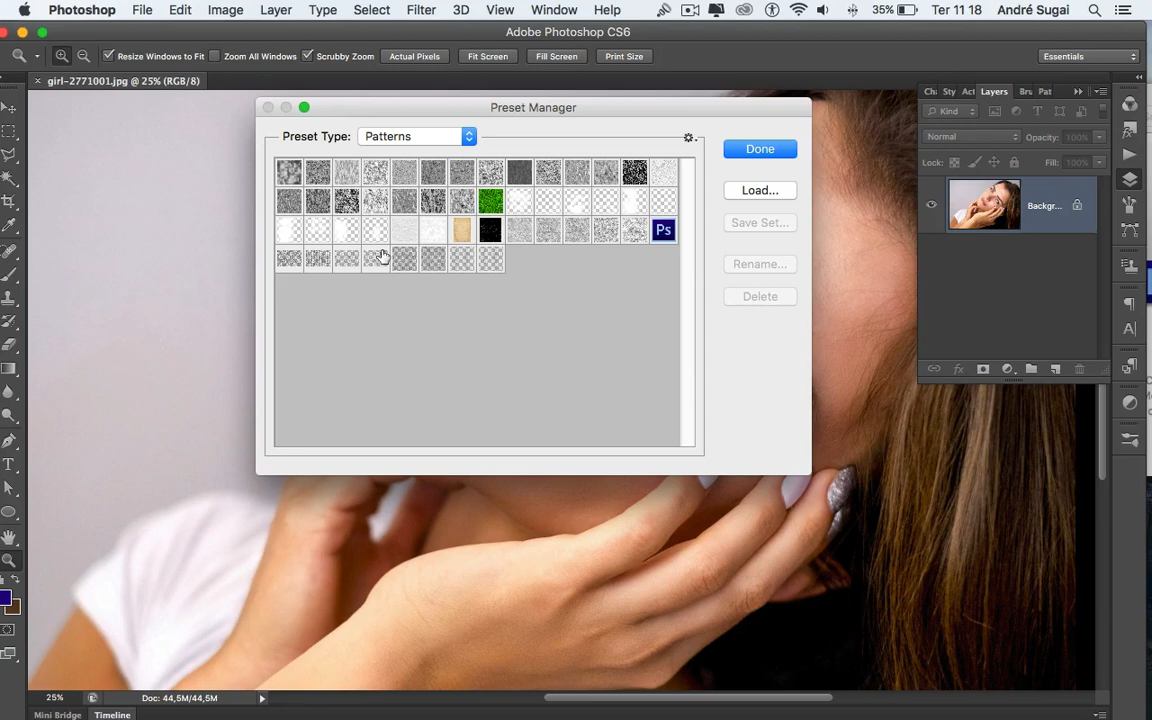 Photoshop File Edit Image Layer Type Select Filter 3D View Window Help 35% Ter 11 18 André Sugai
Adobe Photoshop CS6
Resize Windows to Fit Zoom All Windows Scrubby Zoom Actual Pixels Fit Screen Fill Screen Print Size Essentials
× girl-2771001.jpg @ 25% (RGB/8)
Preset Manager
Preset Type: Patterns
Done
Load...
Save Set...
Rename...
Delete
Ps
Sty Act Layers Bru Pat
Kind T
Normal Opacity: 100%
Lock: Fill: 100%
Backgr...
fx
A
T
25% Doc: 44,5M/44,5M
Mini Bridge Timeline